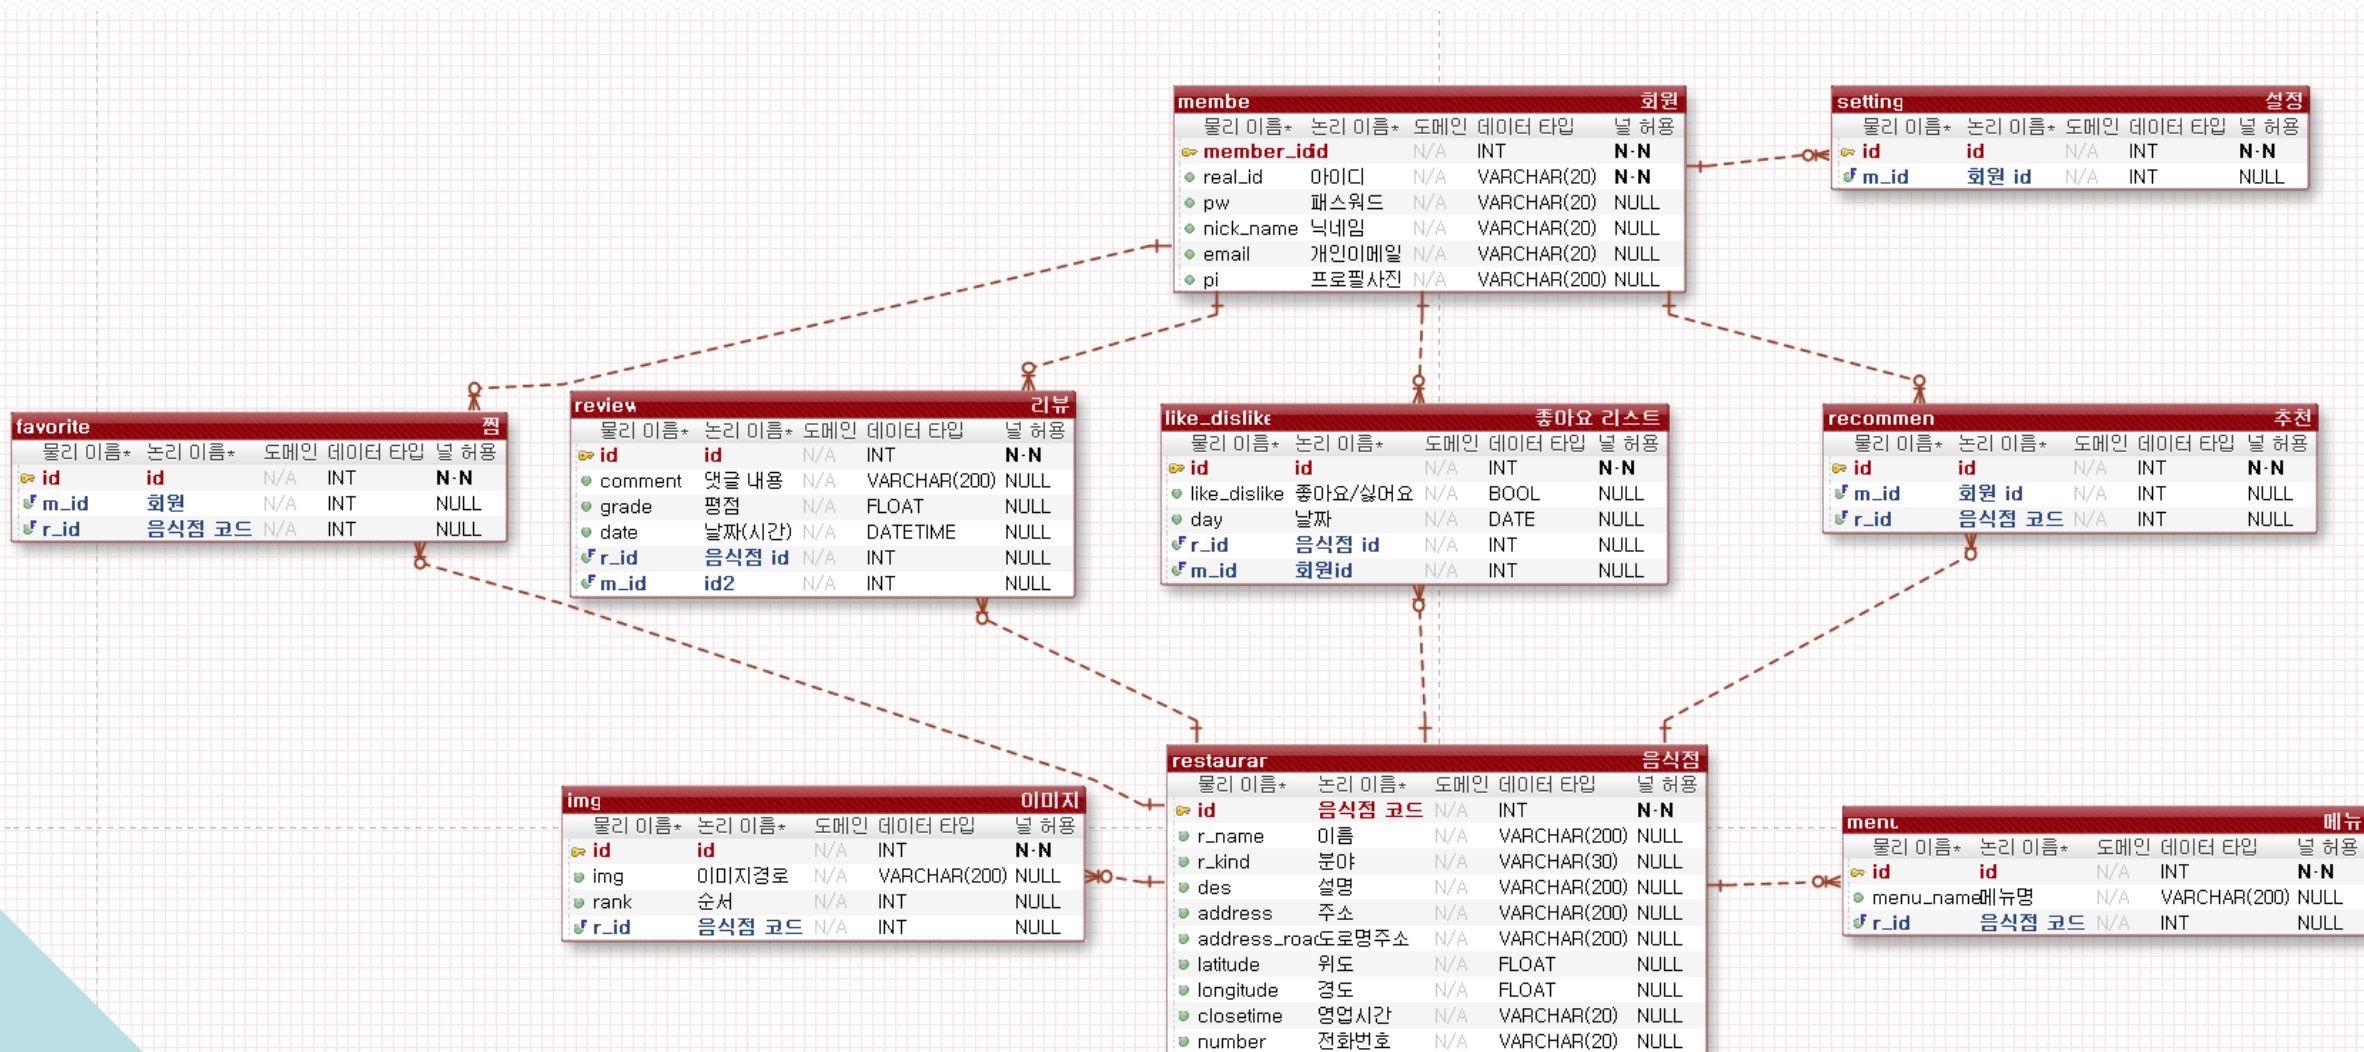 membe 회원
물리 이름* 논리 이름* 도메인 데이터 타입 널 허용
member_id id N/A INT N·N
real_id 아이디 N/A VARCHAR(20) N·N
pw 패스워드 N/A VARCHAR(20) NULL
nick_name 닉네임 N/A VARCHAR(20) NULL
email 개인이메일 N/A VARCHAR(20) NULL
pi 프로필사진 N/A VARCHAR(200) NULL
setting 설정
물리 이름* 논리 이름* 도메인 데이터 타입 널 허용
id id N/A INT N·N
m_id 회원 id N/A INT NULL
favorite 찜
물리 이름* 논리 이름* 도메인 데이터 타입 널 허용
id id N/A INT N·N
m_id 회원 N/A INT NULL
r_id 음식점 코드 N/A INT NULL
review 리뷰
물리 이름* 논리 이름* 도메인 데이터 타입 널 허용
id id N/A INT N·N
comment 댓글 내용 N/A VARCHAR(200) NULL
grade 평점 N/A FLOAT NULL
date 날짜(시간) N/A DATETIME NULL
r_id 음식점 id N/A INT NULL
m_id id2 N/A INT NULL
like_dislike 좋아요 리스트
물리 이름* 논리 이름* 도메인 데이터 타입 널 허용
id id N/A INT N·N
like_dislike 좋아요/싫어요 N/A BOOL NULL
day 날짜 N/A DATE NULL
r_id 음식점 id N/A INT NULL
m_id 회원id N/A INT NULL
recommen 추천
물리 이름* 논리 이름* 도메인 데이터 타입 널 허용
id id N/A INT N·N
m_id 회원 id N/A INT NULL
r_id 음식점 코드 N/A INT NULL
img 이미지
물리 이름* 논리 이름* 도메인 데이터 타입 널 허용
id id N/A INT N·N
img 이미지경로 N/A VARCHAR(200) NULL
rank 순서 N/A INT NULL
r_id 음식점 코드 N/A INT NULL
restaurar 음식점
물리 이름* 논리 이름* 도메인 데이터 타입 널 허용
id 음식점 코드 N/A INT N·N
r_name 이름 N/A VARCHAR(200) NULL
r_kind 분야 N/A VARCHAR(30) NULL
des 설명 N/A VARCHAR(200) NULL
address 주소 N/A VARCHAR(200) NULL
address_roac 도로명주소 N/A VARCHAR(200) NULL
latitude 위도 N/A FLOAT NULL
longitude 경도 N/A FLOAT NULL
closetime 영업시간 N/A VARCHAR(20) NULL
number 전화번호 N/A VARCHAR(20) NULL
menu 메뉴
물리 이름* 논리 이름* 도메인 데이터 타입 널 허용
id id N/A INT N·N
menu_name 메뉴명 N/A VARCHAR(200) NULL
r_id 음식점 코드 N/A INT NULL